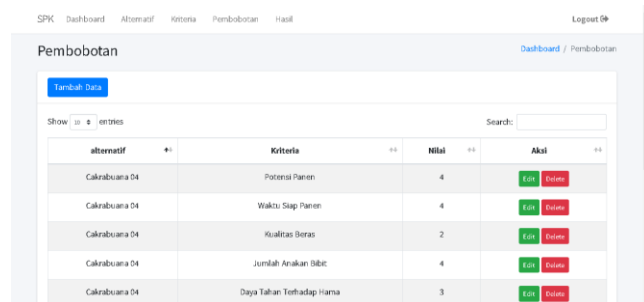 SPK Dashboard Alternatif Kriteria Pembobotan Hasil Logout
Pembobotan Dashboard / Pembobotan
Tambah Data
Show 10 entries Search:
alternatif Kriteria Nilai Aksi
Cakrabuana 04 Potensi Panen 4 Edit Delete
Cakrabuana 04 Waktu Siap Panen 4 Edit Delete
Cakrabuana 04 Kualitas Beras 2 Edit Delete
Cakrabuana 04 Jumlah Anakan Bibit 4 Edit Delete
Cakrabuana 04 Daya Tahan Terhadap Hama 3 Edit Delete